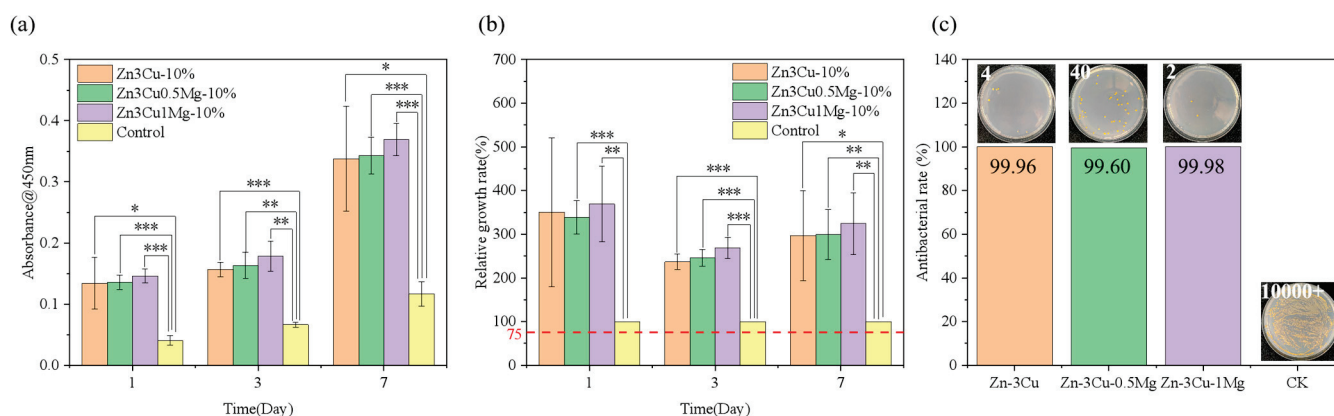 (a)
Absorbance@450nm
0.5
0.4
0.3
0.2
0.1
0.0
Zn3Cu-10%
Zn3Cu0.5Mg-10%
Zn3Cu1Mg-10%
Control
*
***
***
***
**
**
*
***
***
1
3
7
Time(Day)
(b)
Relative growth rate(%)
700
600
500
400
350
300
250
200
150
100
75
0
Zn3Cu-10%
Zn3Cu0.5Mg-10%
Zn3Cu1Mg-10%
Control
***
**
***
***
***
*
**
**
1
3
7
Time(Day)
(c)
Antibacterial rate (%)
140
120
100
80
60
40
20
0
4
40
2
10000+
99.96
99.60
99.98
Zn-3Cu
Zn-3Cu-0.5Mg
Zn-3Cu-1Mg
CK